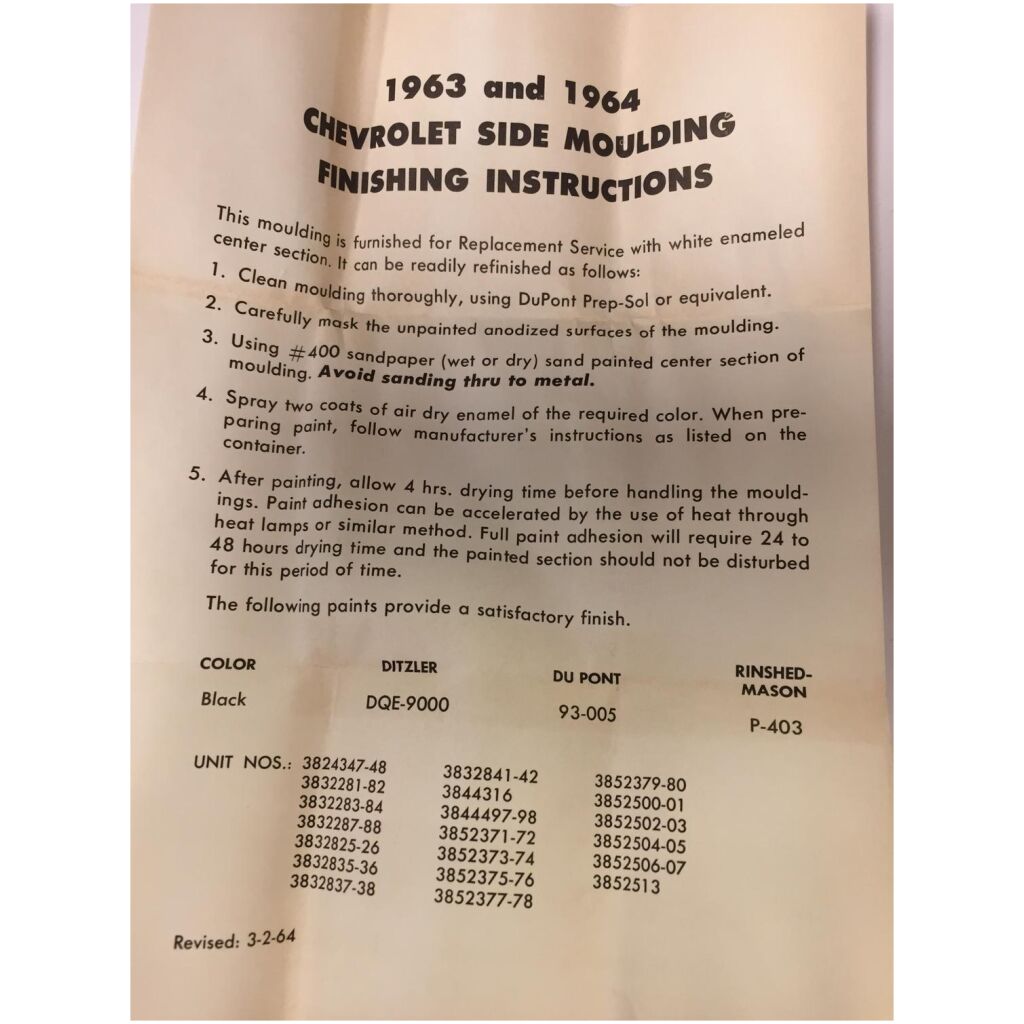 1963 and 1964
CHEVROLET SIDE MOULDING
FINISHING INSTRUCTIONS
This moulding is furnished for Replacement Service with white enameled
center section. It can be readily refinished as follows:
1. Clean moulding thoroughly, using DuPont Prep-Sol or equivalent.
2. Carefully mask the unpainted anodized surfaces of the moulding.
3. Using #400 sandpaper (wet or dry) sand painted center section of
moulding. Avoid sanding thru to metal.
4. Spray two coats of air dry enamel of the required color. When pre-
paring paint, follow manufacturer's instructions as listed on the
container.
5. After painting, allow 4 hrs. drying time before handling the mould-
ings. Paint adhesion can be accelerated by the use of heat through
heat lamps or similar method. Full paint adhesion will require 24 to
48 hours drying time and the painted section should not be disturbed
for this period of time.
The following paints provide a satisfactory finish.
COLOR DITZLER DU PONT RINSHED-
MASON
Black DQE-9000 93-005 P-403
UNIT NOS.: 3824347-48 3832841-42 3852379-80
3832281-82 3844316 3852500-01
3832283-84 3844497-98 3852502-03
3832287-88 3852371-72 3852504-05
3832825-26 3852373-74 3852506-07
3832835-36 3852375-76 3852513
3832837-38 3852377-78
Revised: 3-2-64